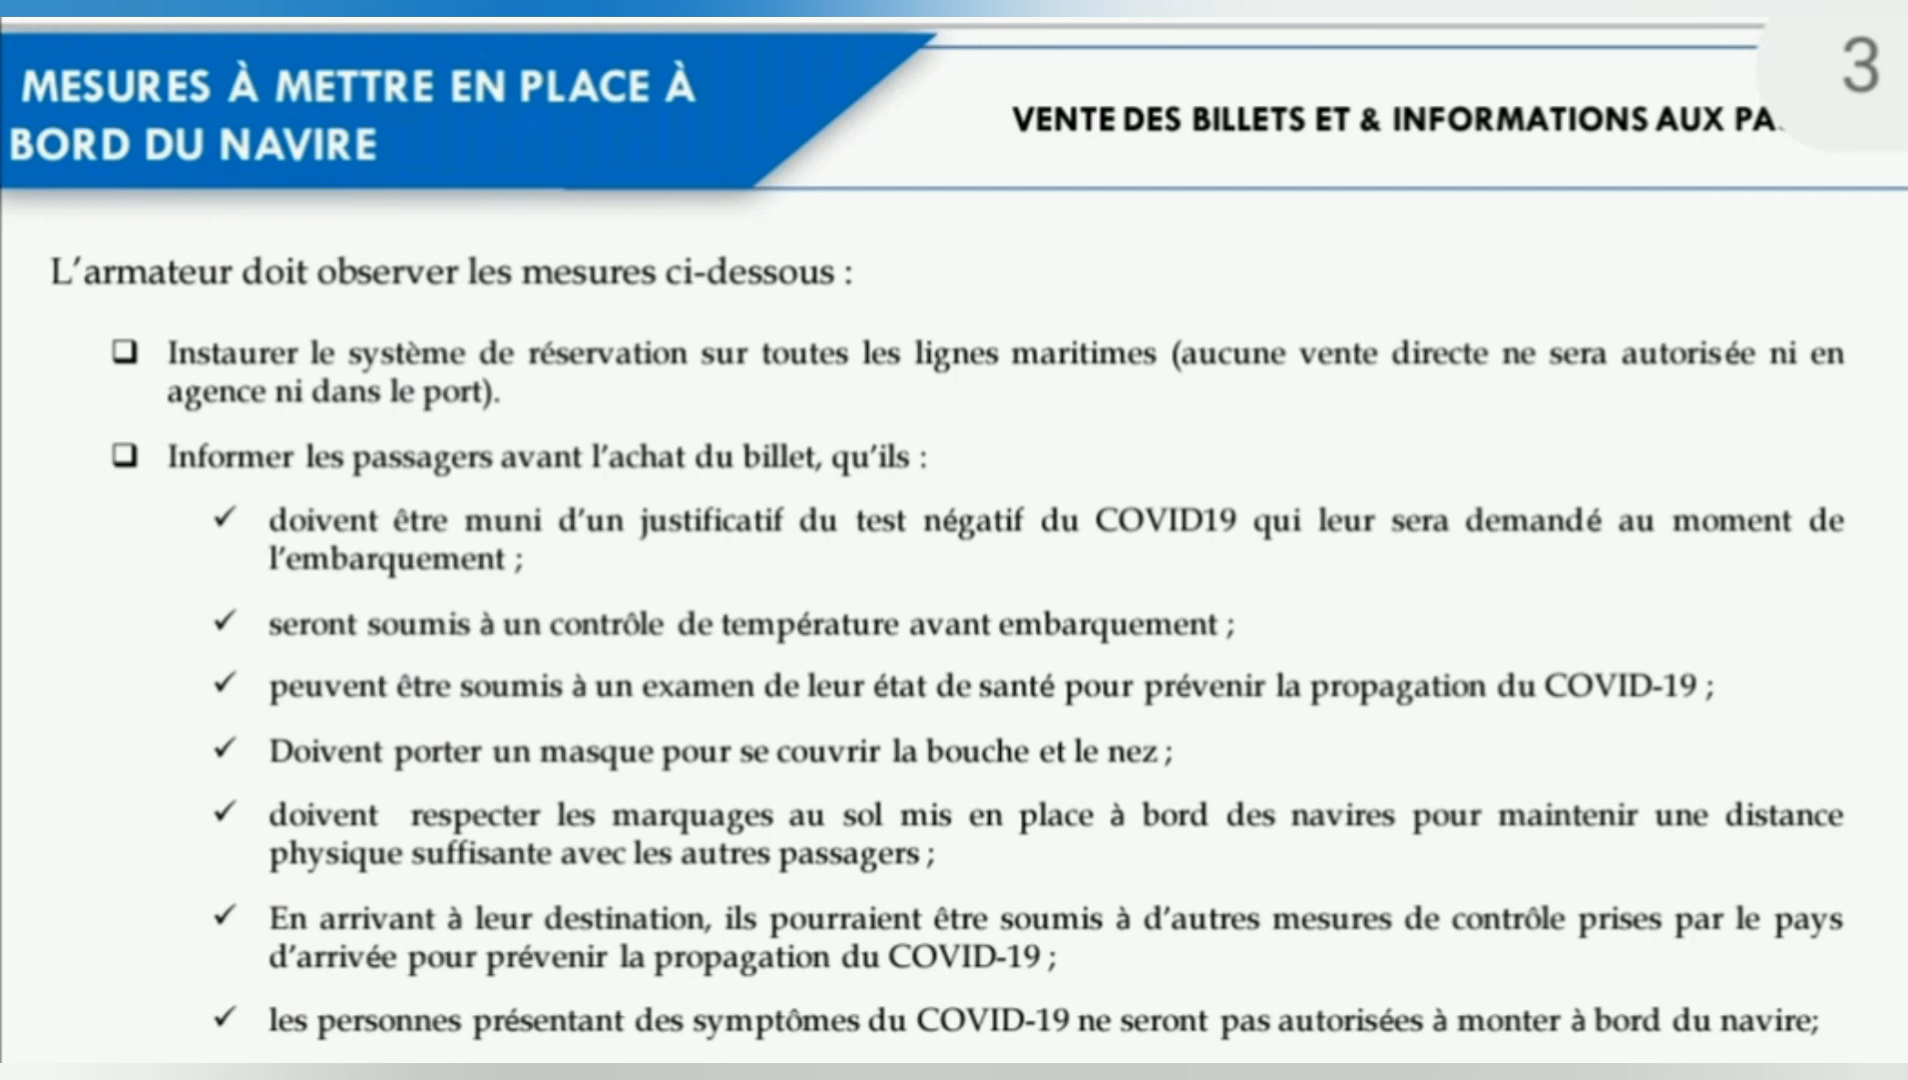 MESURES À METTRE EN PLACE À
BORD DU NAVIRE
VENTE DES BILLETS ET & INFORMATIONS AUX
3
L'armateur doit observer les mesures ci-dessous :
❑ Instaurer le système de réservation sur toutes les lignes maritimes (aucune vente directe ne sera autorisée ni en
agence ni dans le port).
❑ Informer les passagers avant l'achat du billet, qu'ils :
✓ doivent être muni d'un justificatif du test négatif du COVID19 qui leur sera demandé au moment de
l'embarquement ;
✓ seront soumis à un contrôle de température avant embarquement ;
✓ peuvent être soumis à un examen de leur état de santé pour prévenir la propagation du COVID-19 ;
✓ Doivent porter un masque pour se couvrir la bouche et le nez ;
✓ doivent respecter les marquages au sol mis en place à bord des navires pour maintenir une distance
physique suffisante avec les autres passagers ;
✓ En arrivant à leur destination, ils pourraient être soumis à d'autres mesures de contrôle prises par le pays
d'arrivée pour prévenir la propagation du COVID-19 ;
✓ les personnes présentant des symptômes du COVID-19 ne seront pas autorisées à monter à bord du navire;